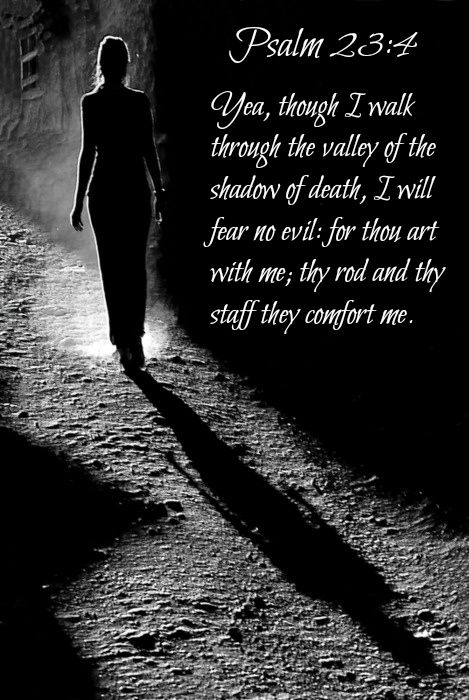 Psalm 23:4
Yea, though I walk
through the valley of the
shadow of death, I will
fear no evil: for thou art
with me; thy rod and thy
staff they comfort me.